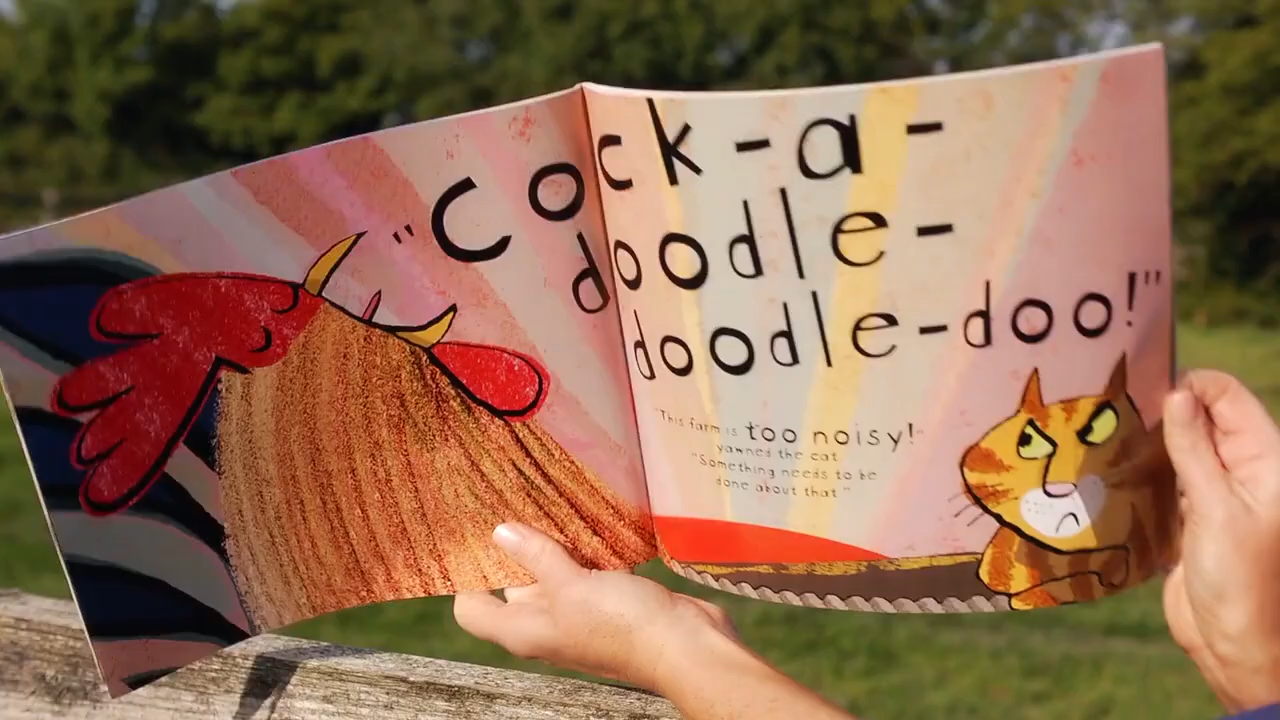 "Cock-a-
doodle-
doodle-doo!"
"This farm is too noisy!"
yawned the cat
"Something needs to be
done about that"